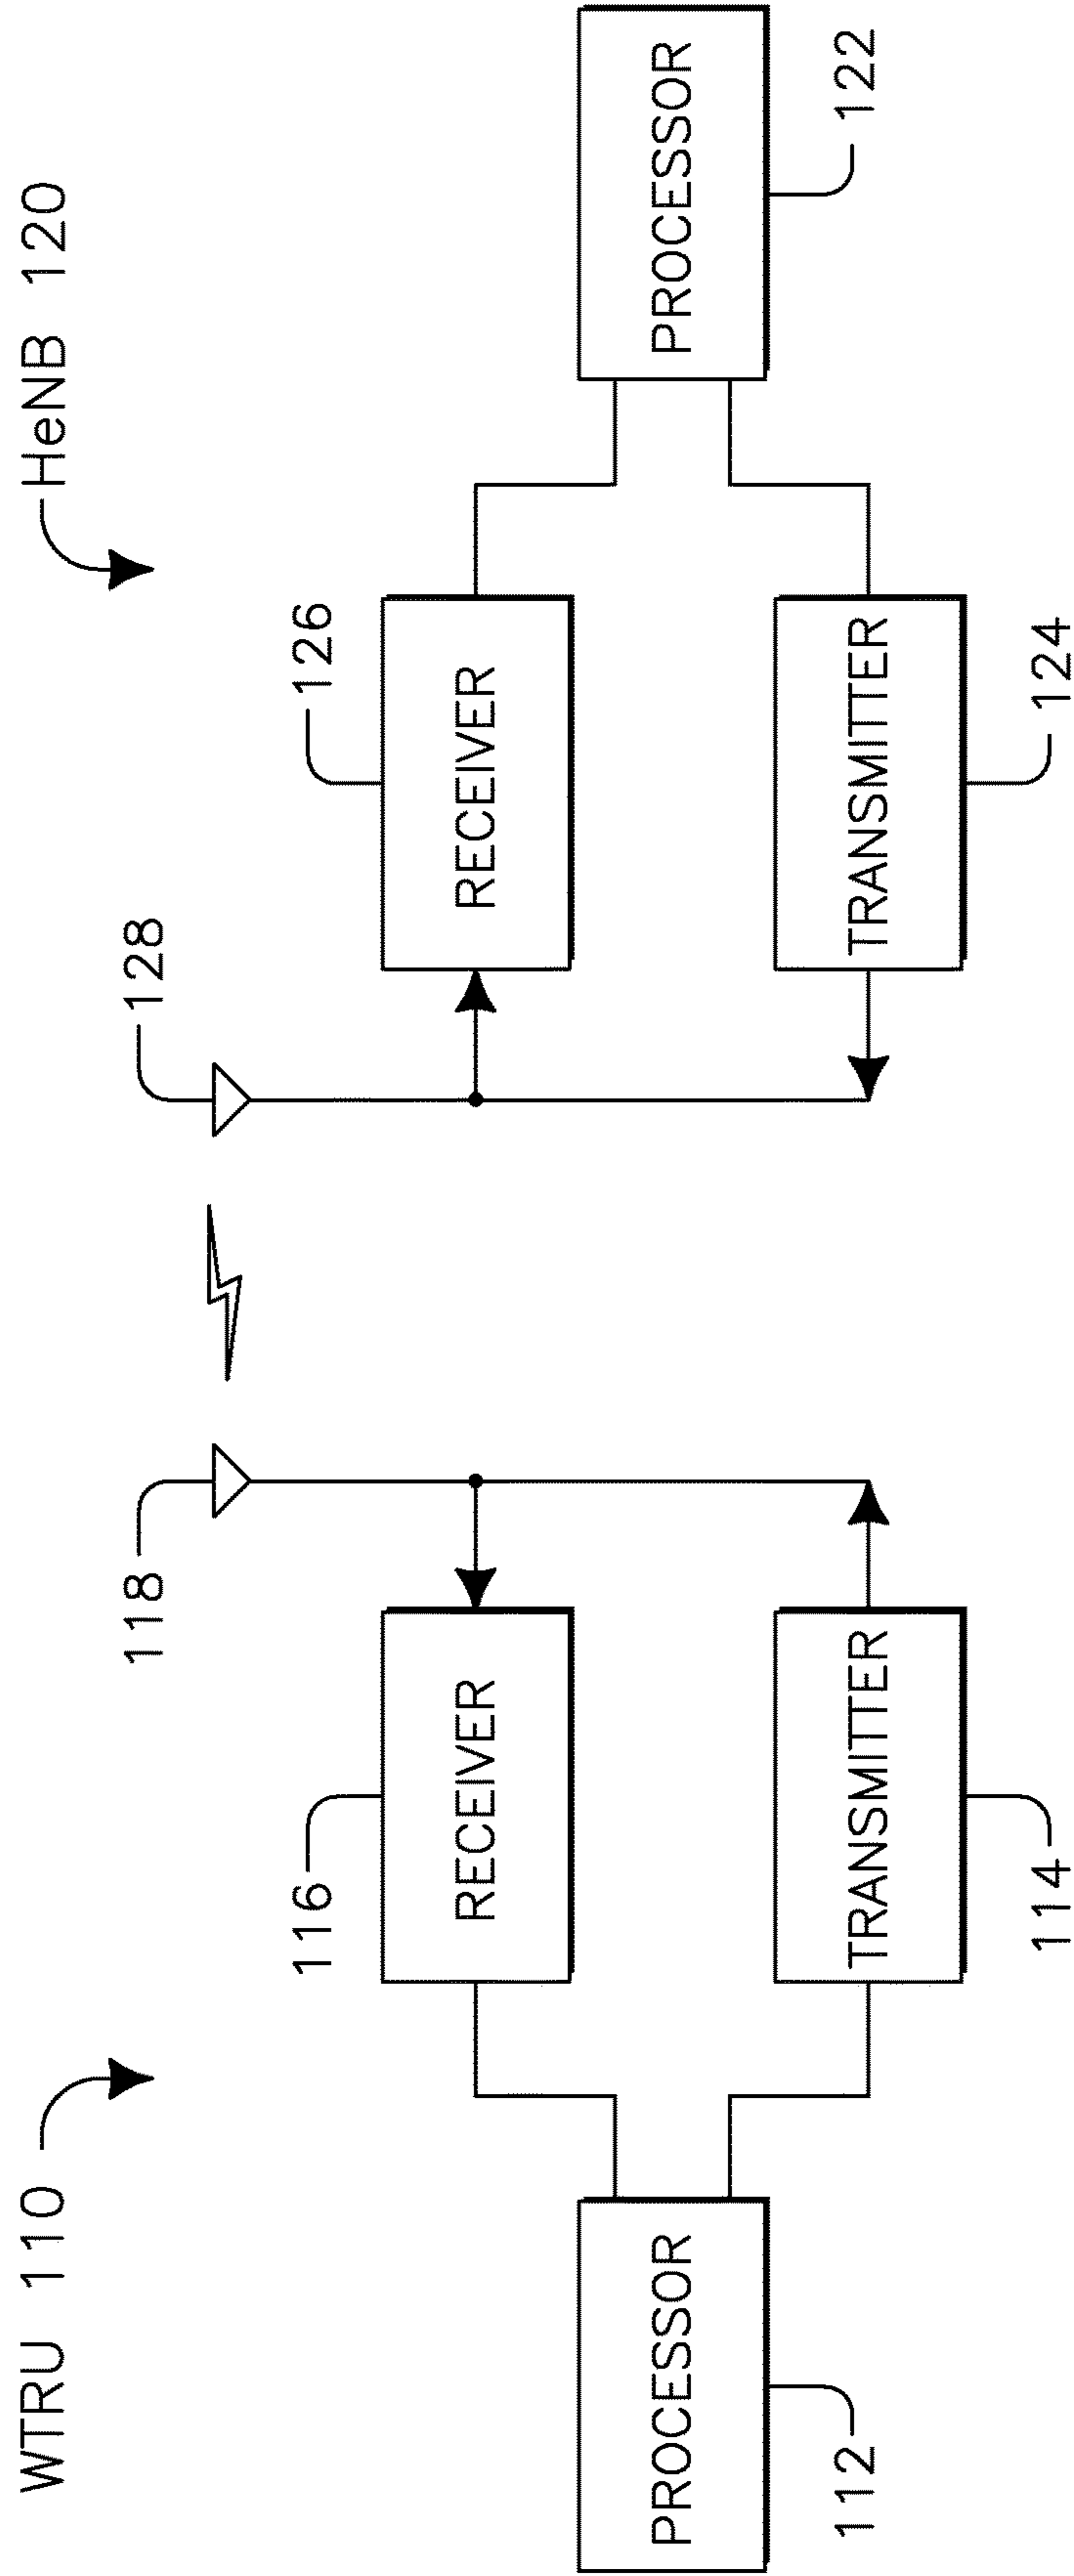 WTRU 110
HeNB 120
118
128
116
126
RECEIVER
RECEIVER
PROCESSOR
PROCESSOR
112
122
TRANSMITTER
TRANSMITTER
114
124